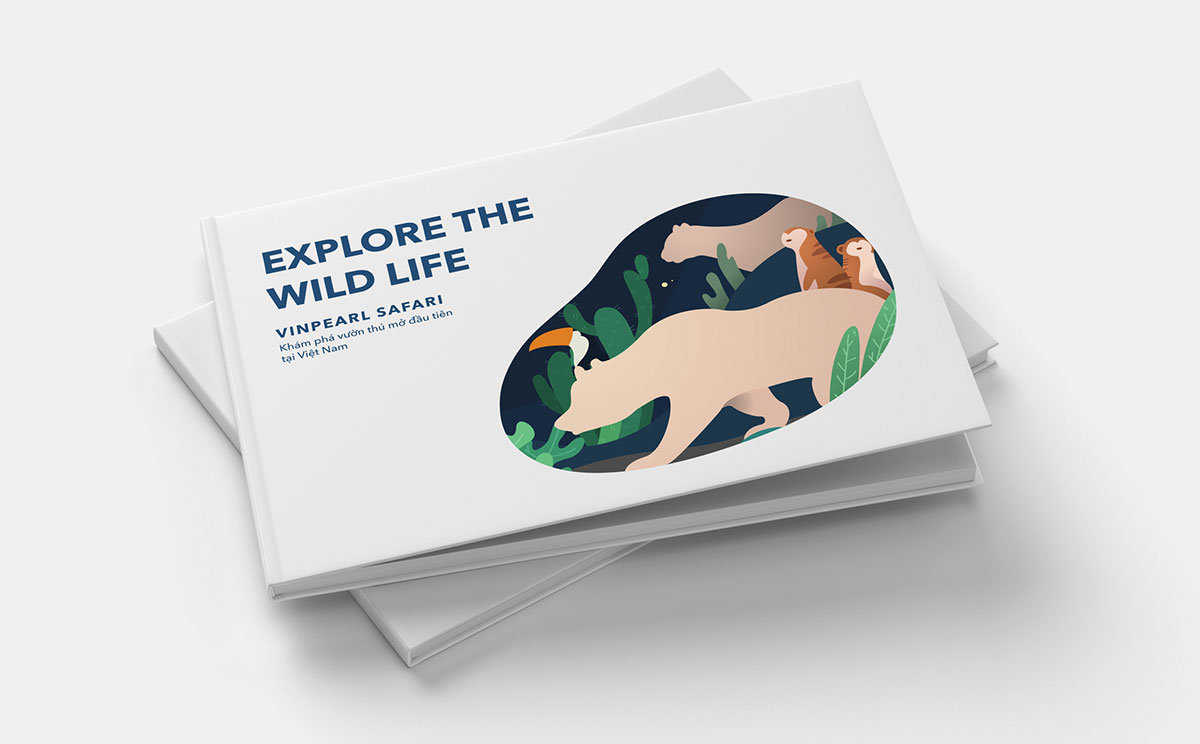 EXPLORE THE
WILD LIFE
VINPEARL SAFARI
Khám phá vườn thú mở đầu tiên
tại Việt Nam